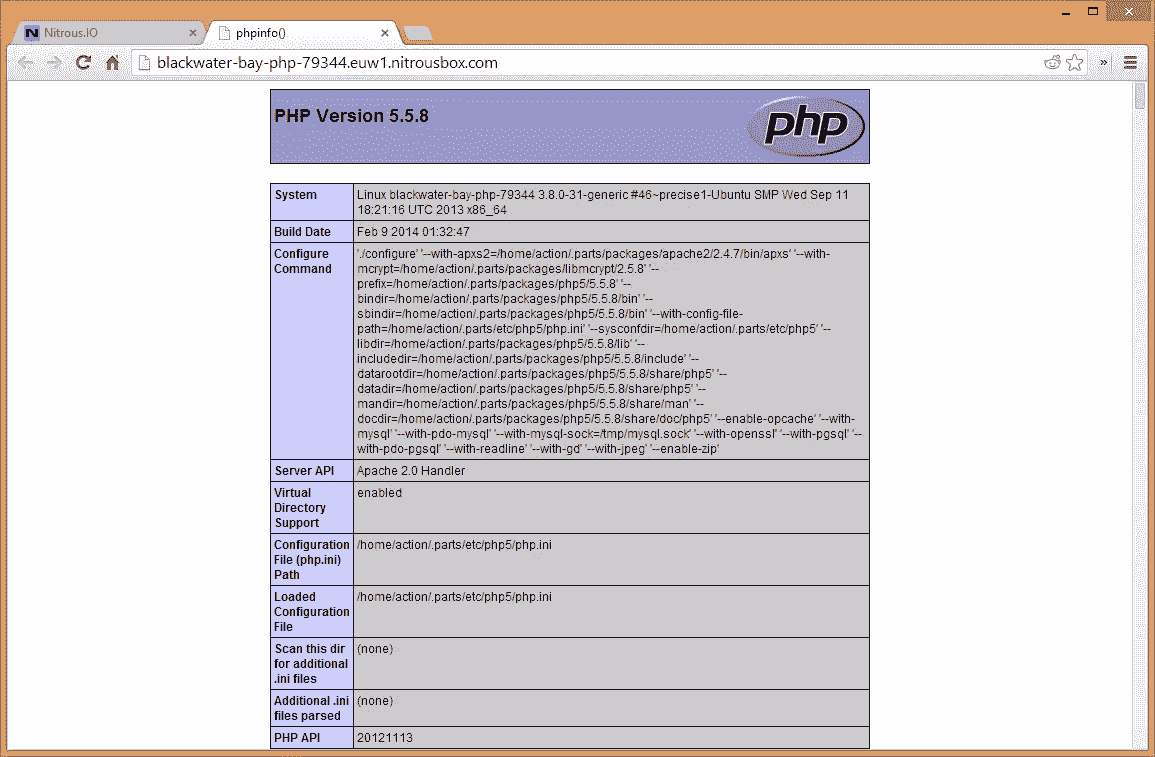 Nitrous.IO
phpinfo()
blackwater-bay-php-79344.euw1.nitrousbox.com
»
PHP Version 5.5.8
php
System
Linux blackwater-bay-php-79344 3.8.0-31-generic #46~precise1-Ubuntu SMP Wed Sep 11
18:21:16 UTC 2013 x86_64
Build Date
Feb 9 2014 01:32:47
Configure
Command
'./configure' '--with-apxs2=/home/action/.parts/packages/apache2/2.4.7/bin/apxs' '--with-
mcrypt=/home/action/.parts/packages/libmcrypt/2.5.8' '--
prefix=/home/action/.parts/packages/php5/5.5.8' '--
bindir=/home/action/.parts/packages/php5/5.5.8/bin' '--
sbindir=/home/action/.parts/packages/php5/5.5.8/bin' '--with-config-file-
path=/home/action/.parts/etc/php5/php.ini' '--sysconfdir=/home/action/.parts/etc/php5' '--
libdir=/home/action/.parts/packages/php5/5.5.8/lib' '--
includedir=/home/action/.parts/packages/php5/5.5.8/include' '--
datarootdir=/home/action/.parts/packages/php5/5.5.8/share/php5' '--
datadir=/home/action/.parts/packages/php5/5.5.8/share/php5' '--
mandir=/home/action/.parts/packages/php5/5.5.8/share/man' '--
docdir=/home/action/.parts/packages/php5/5.5.8/share/doc/php5' '--enable-opcache' '--with-
mysql' '--with-pdo-mysql' '--with-mysql-sock=/tmp/mysql.sock' '--with-openssl' '--with-pgsql' '--
with-pdo-pgsql' '--with-readline' '--with-gd' '--with-jpeg' '--enable-zip'
Server API
Apache 2.0 Handler
Virtual
Directory
Support
enabled
Configuration
File (php.ini)
Path
/home/action/.parts/etc/php5/php.ini
Loaded
Configuration
File
/home/action/.parts/etc/php5/php.ini
Scan this dir
for additional
.ini files
(none)
Additional .ini
files parsed
(none)
PHP API
20121113